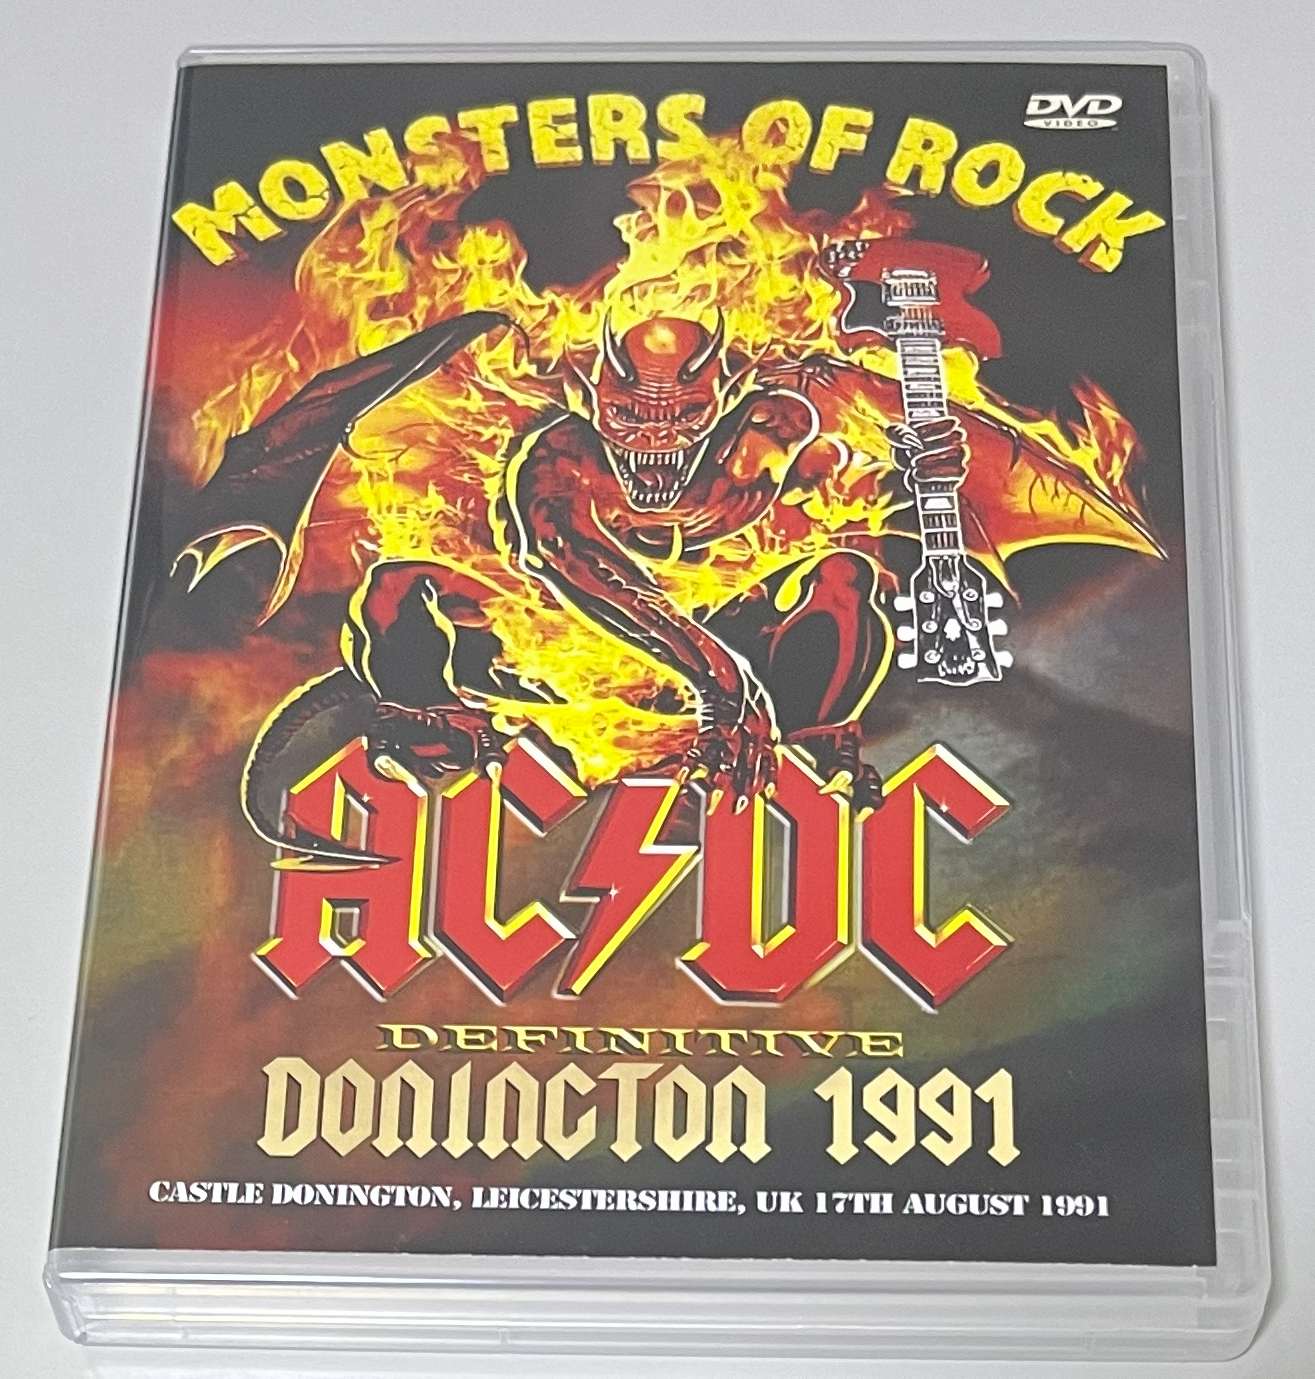 DVD
VIDEO
MONSTERS OF ROCK
AC/DC
DEFINITIVE
DONINGTON 1991
CASTLE DONINGTON, LEICESTERSHIRE, UK 17TH AUGUST 1991